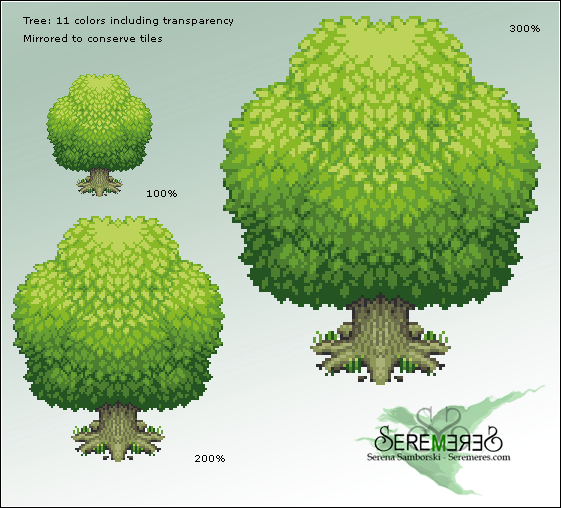 Tree: 11 colors including transparency
Mirrored to conserve tiles
300%
100%
200%
SEREMERES
Serena Samborski - Seremeres.com